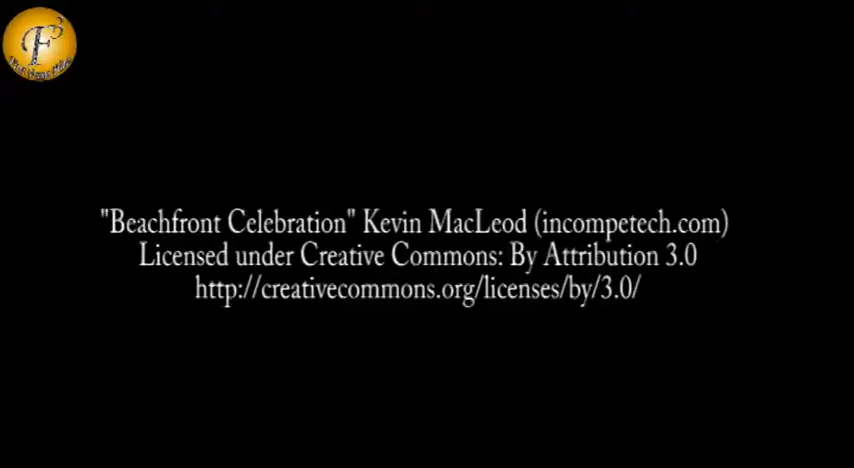 F3
"Beachfront Celebration" Kevin MacLeod (incompetech.com)
Licensed under Creative Commons: By Attribution 3.0
http://creativecommons.org/licenses/by/3.0/